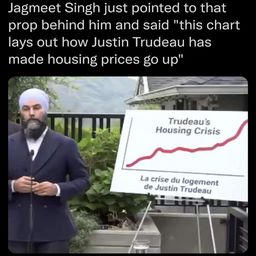 Jagmeet Singh just pointed to that
prop behind him and said "this chart
lays out how Justin Trudeau has
made housing prices go up"
Trudeau's
Housing Crisis
La crise du logement
de Justin Trudeau